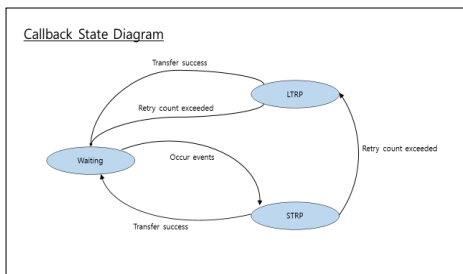 Callback State Diagram
Transfer success
LTRP
Retry count exceeded
Waiting
Occur events
Retry count exceeded
STRP
Transfer success